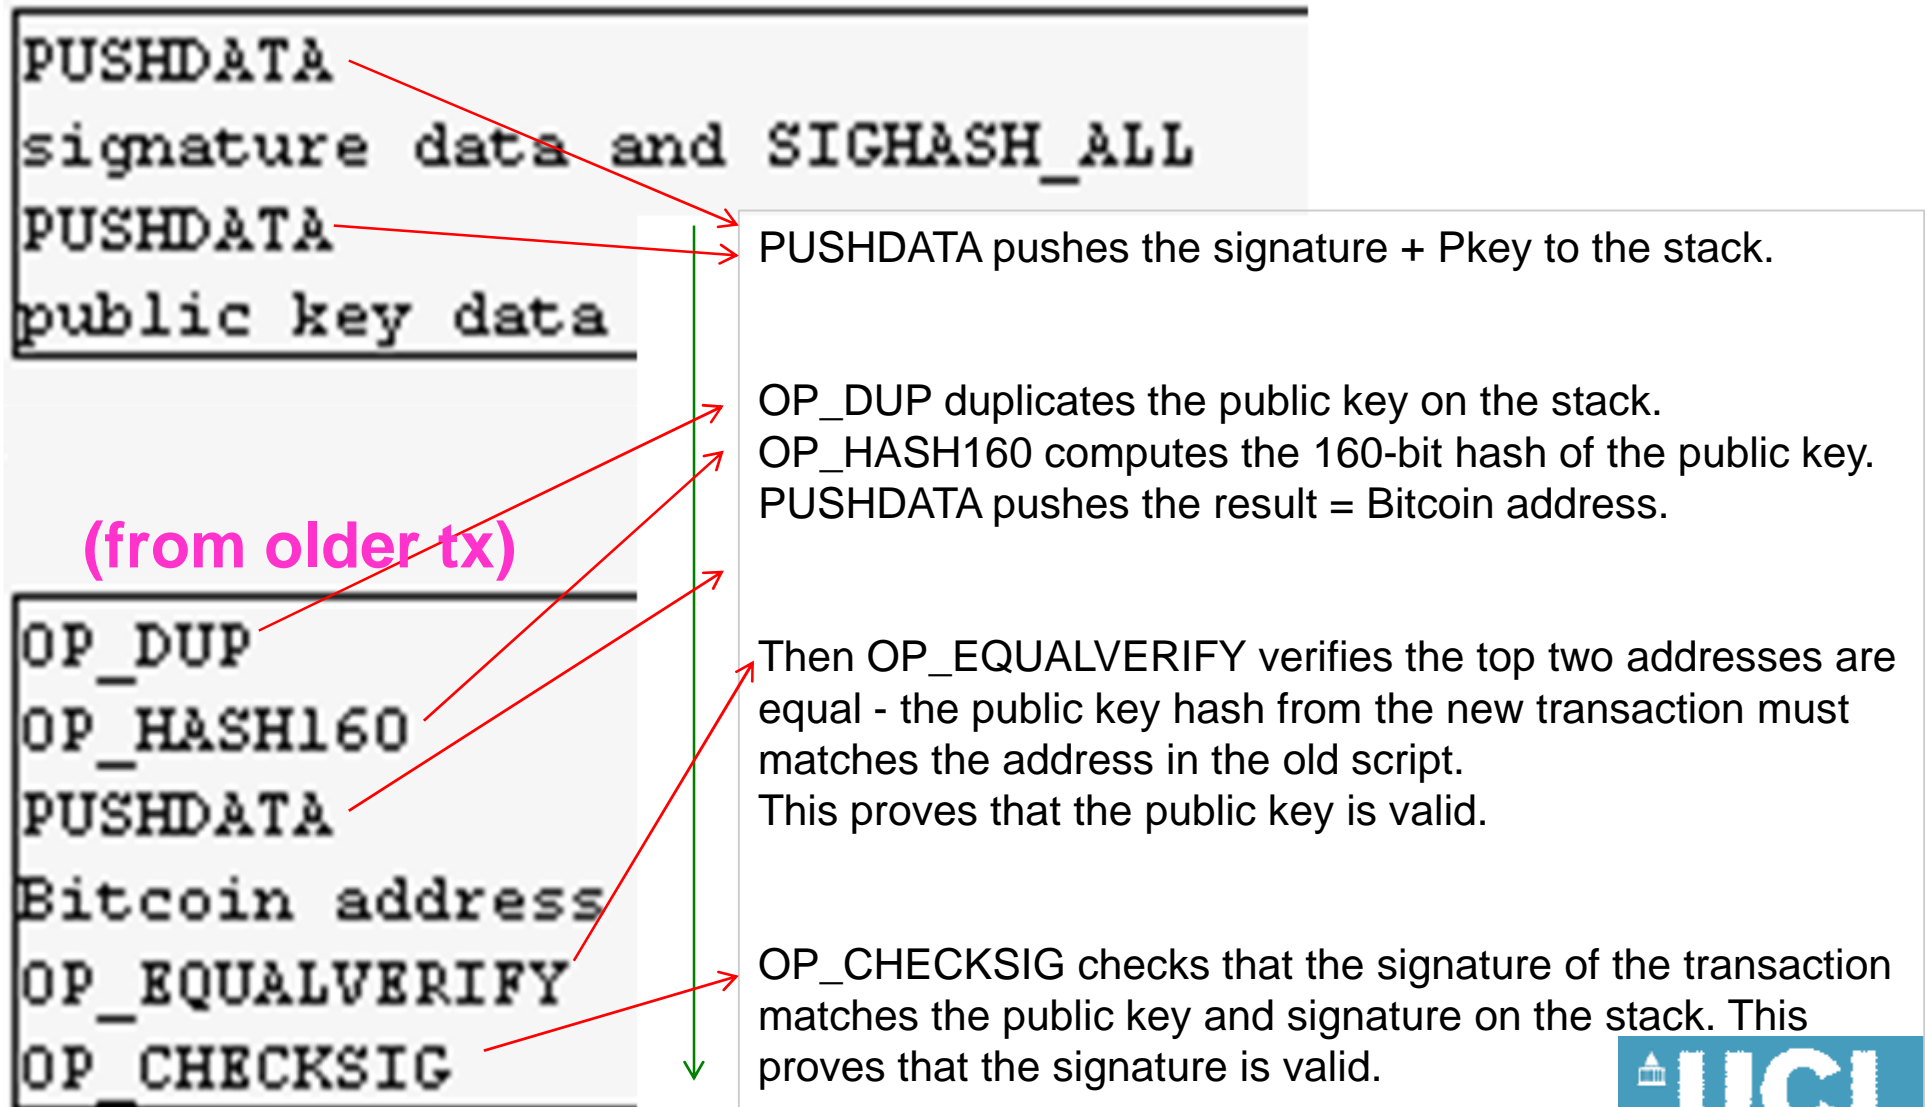 PUSHDATA
signature data and SIGHASH_ALL
PUSHDATA
public key data
(from older tx)
OP_DUP
OP_HASH160
PUSHDATA
Bitcoin address
OP_EQUALVERIFY
OP_CHECKSIG
PUSHDATA pushes the signature + Pkey to the stack.
OP_DUP duplicates the public key on the stack.
OP_HASH160 computes the 160-bit hash of the public key.
PUSHDATA pushes the result = Bitcoin address.
Then OP_EQUALVERIFY verifies the top two addresses are
equal - the public key hash from the new transaction must
matches the address in the old script.
This proves that the public key is valid.
OP_CHECKSIG checks that the signature of the transaction
matches the public key and signature on the stack. This
proves that the signature is valid.